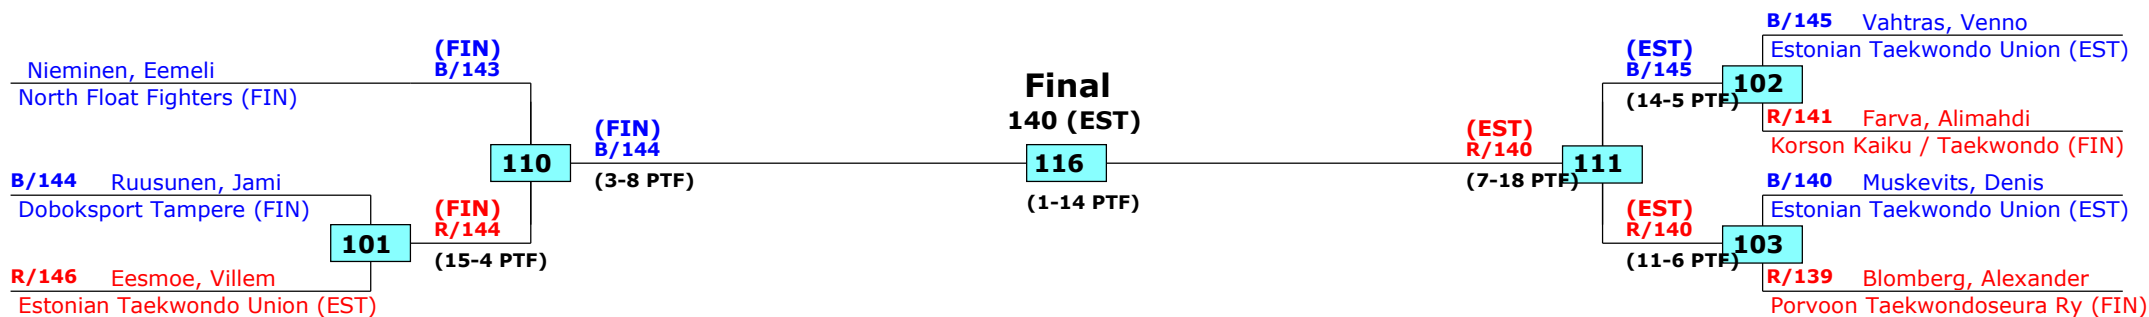 (FIN)
B/143
Nieminen, Eemeli
North Float Fighters (FIN)
B/144 Ruusunen, Jami
Doboksport Tampere (FIN)
101
R/146 Eesmoe, Villem
Estonian Taekwondo Union (EST)
(FIN)
R/144
(15-4 PTF)
110
(FIN)
B/144
(3-8 PTF)
Final
140 (EST)
116
(1-14 PTF)
(EST)
R/140
(7-18 PTF)
111
(EST)
B/145
(14-5 PTF)
102
B/145 Vahtras, Venno
Estonian Taekwondo Union (EST)
R/141 Farva, Alimahdi
Korson Kaiku / Taekwondo (FIN)
(EST)
R/140
(11-6 PTF)
103
B/140 Muskevits, Denis
Estonian Taekwondo Union (EST)
R/139 Blomberg, Alexander
Porvoon Taekwondoseura Ry (FIN)